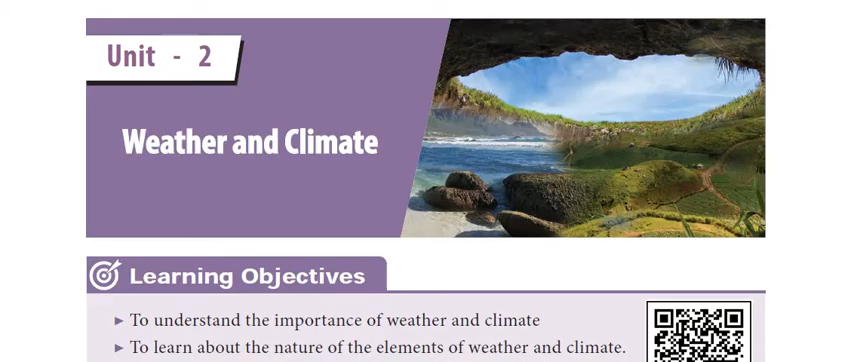 Unit - 2
Weather and Climate
Learning Objectives
► To understand the importance of weather and climate
► To learn about the nature of the elements of weather and climate.